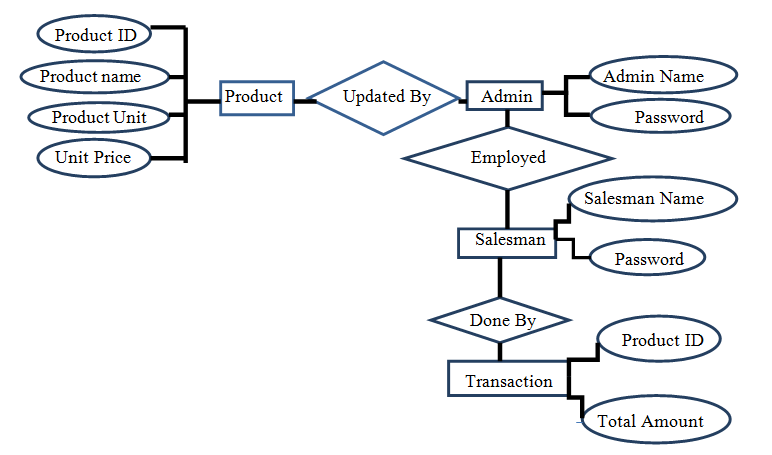 Product ID
Product name
Product Unit
Unit Price
Product
Updated By
Admin
Admin Name
Password
Employed
Salesman Name
Salesman
Password
Done By
Product ID
Transaction
Total Amount